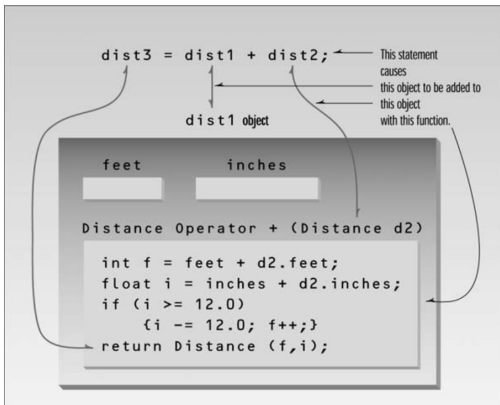 dist3 = dist1 + dist2;
This statement
causes
this object to be added to
this object
with this function.
dist1 object
feet inches
Distance Operator + (Distance d2)
int f = feet + d2.feet;
float i = inches + d2.inches;
if (i >= 12.0)
{i -= 12.0; f++;}
return Distance (f,i);